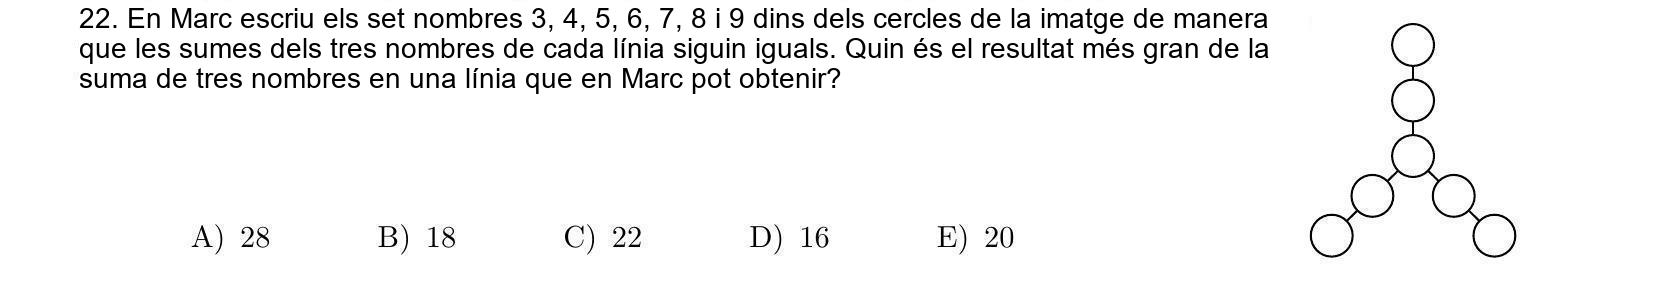 22. En Marc escriu els set nombres 3, 4, 5, 6, 7, 8 i 9 dins dels cercles de la imatge de manera
que les sumes dels tres nombres de cada línia siguin iguals. Quin és el resultat més gran de la
suma de tres nombres en una línia que en Marc pot obtenir?
A) 28 B) 18 C) 22 D) 16 E) 20